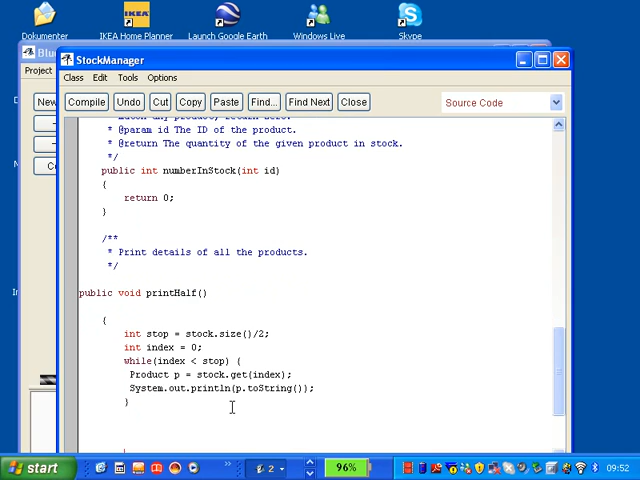 Dokumenter
IKEA Home Planner
Launch Google Earth
Windows Live
Skype
Project
StockManager
Class Edit Tools Options
Compile Undo Cut Copy Paste Find... Find Next Close
Source Code
* @param id The ID of the product.
* @return The quantity of the given product in stock.
*/
public int numberInStock(int id)
{
return 0;
}
/**
* Print details of all the products.
*/
public void printHalf()
{
int stop = stock.size()/2;
int index = 0;
while(index < stop) {
Product p = stock.get(index);
System.out.println(p.toString());
}
start
2
96%
09:52